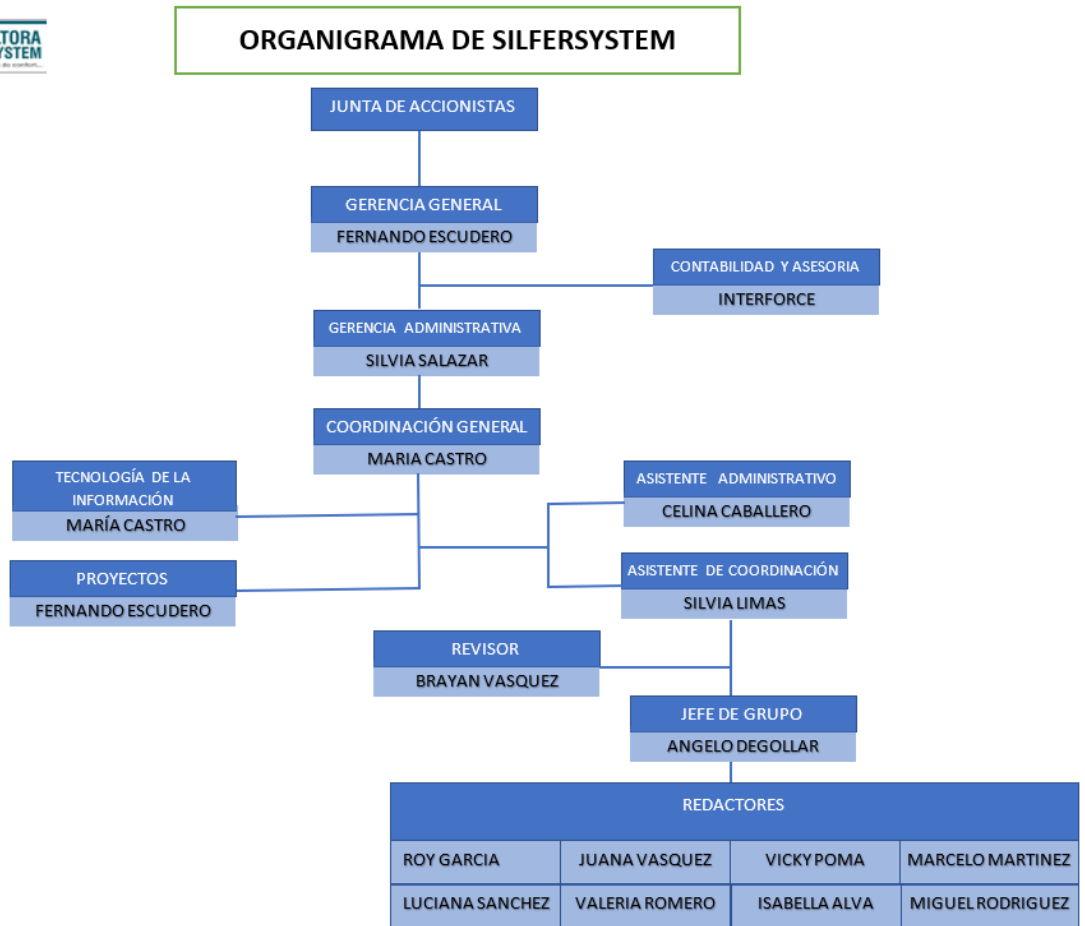 TORA
YSTEM
ORGANIGRAMA DE SILFERSYSTEM
JUNTA DE ACCIONISTAS
GERENCIA GENERAL
FERNANDO ESCUDERO
CONTABILIDAD Y ASESORIA
INTERFORCE
GERENCIA ADMINISTRATIVA
SILVIA SALAZAR
COORDINACIÓN GENERAL
MARIA CASTRO
TECNOLOGÍA DE LA
INFORMACIÓN
MARÍA CASTRO
ASISTENTE ADMINISTRATIVO
CELINA CABALLERO
PROYECTOS
FERNANDO ESCUDERO
ASISTENTE DE COORDINACIÓN
SILVIA LIMAS
REVISOR
BRAYAN VASQUEZ
JEFE DE GRUPO
ANGELO DEGOLLAR
REDACTORES
ROY GARCIA JUANA VASQUEZ VICKY POMA MARCELO MARTINEZ
LUCIANA SANCHEZ VALERIA ROMERO ISABELLA ALVA MIGUEL RODRIGUEZ